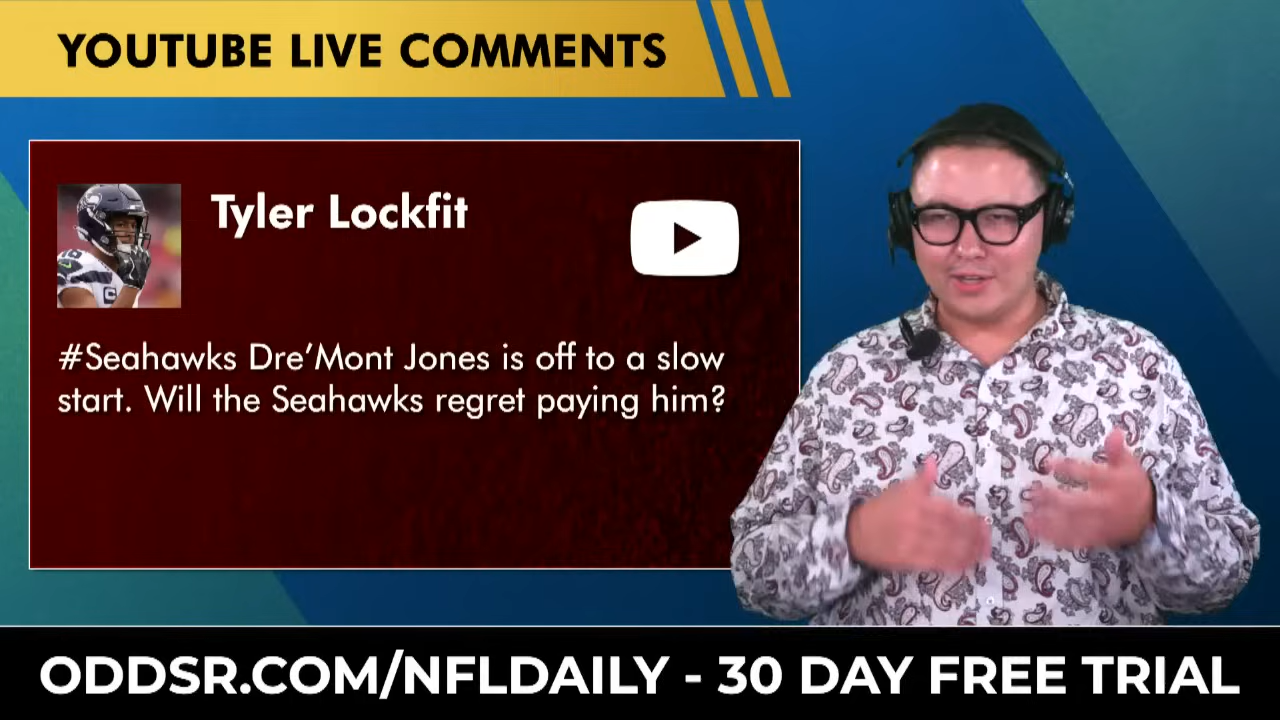 YOUTUBE LIVE COMMENTS
Tyler Lockfit
#Seahawks Dre’Mont Jones is off to a slow
start. Will the Seahawks regret paying him?
ODDSR.COM/NFLDAILY - 30 DAY FREE TRIAL